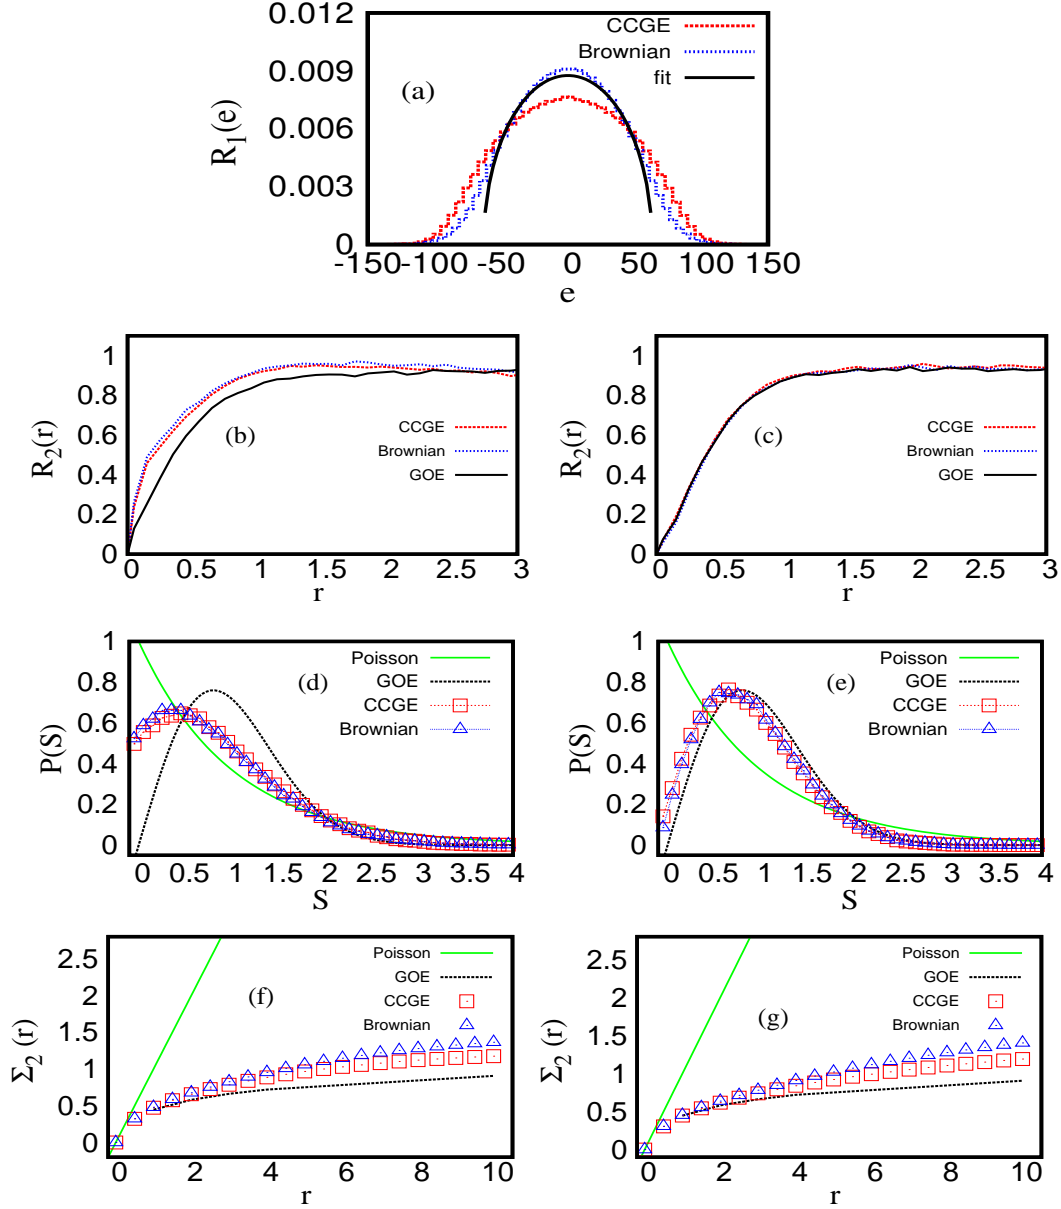 0.012
0.009
0.006
0.003
0
R1(e)
CCGE
Brownian
fit
(a)
-150 -100 -50 0 50 100 150
e
1
0.8
0.6
0.4
0.2
0
R2(r)
(b)
CCGE
Brownian
GOE
0 0.5 1 1.5 2 2.5 3
r
1
0.8
0.6
0.4
0.2
0
R2(r)
(c)
CCGE
Brownian
GOE
0 0.5 1 1.5 2 2.5 3
r
1
0.8
0.6
0.4
0.2
0
P(S)
(d)
Poisson
GOE
CCGE
Brownian
0 0.5 1 1.5 2 2.5 3 3.5 4
S
1
0.8
0.6
0.4
0.2
0
P(S)
(e)
Poisson
GOE
CCGE
Brownian
0 0.5 1 1.5 2 2.5 3 3.5 4
S
2.5
2
1.5
1
0.5
0
Σ2 (r)
(f)
Poisson
GOE
CCGE
Brownian
0 2 4 6 8 10
r
2.5
2
1.5
1
0.5
0
Σ2 (r)
(g)
Poisson
GOE
CCGE
Brownian
0 2 4 6 8 10
r